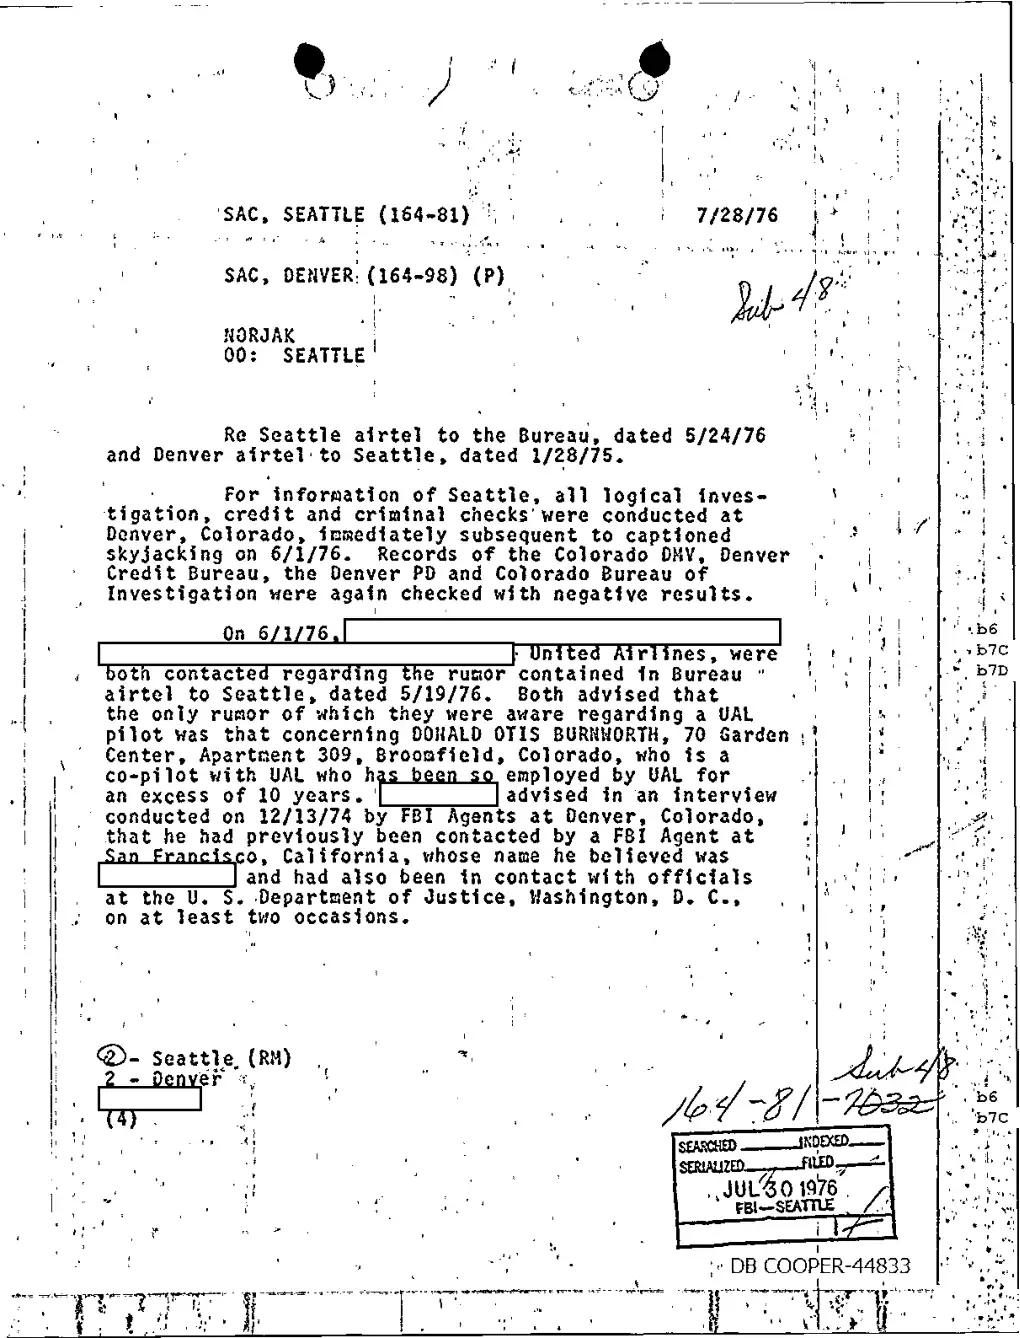 SAC, SEATTLE (164-81) 7/28/76
SAC, DENVER (164-98) (P)
Sub 48
NORJAK
OO: SEATTLE
Re Seattle airtel to the Bureau, dated 5/24/76
and Denver airtel to Seattle, dated 1/28/75.
For information of Seattle, all logical inves-
tigation, credit and criminal checks were conducted at
Denver, Colorado, immediately subsequent to captioned
skyjacking on 6/1/76. Records of the Colorado DMV, Denver
Credit Bureau, the Denver PD and Colorado Bureau of
Investigation were again checked with negative results.
On 6/1/76,
b6
United Airlines, were
b7C
both contacted regarding the rumor contained in Bureau
b7D
airtel to Seattle, dated 5/19/76. Both advised that
the only rumor of which they were aware regarding a UAL
pilot was that concerning DONALD OTIS BURNWORTH, 70 Garden
Center, Apartment 309, Broomfield, Colorado, who is a
co-pilot with UAL who has been so employed by UAL for
an excess of 10 years. advised in an interview
conducted on 12/13/74 by FBI Agents at Denver, Colorado,
that he had previously been contacted by a FBI Agent at
San Francisco, California, whose name he believed was
and had also been in contact with officials
at the U. S. Department of Justice, Washington, D. C.,
on at least two occasions.
2 - Seattle (RM)
2 - Denver
(4)
Sub 48
164-81-7032
b6
b7C
SEARCHED INDEXED
SERIALIZED FILED
JUL 30 1976
FBI-SEATTLE
DB COOPER-44833